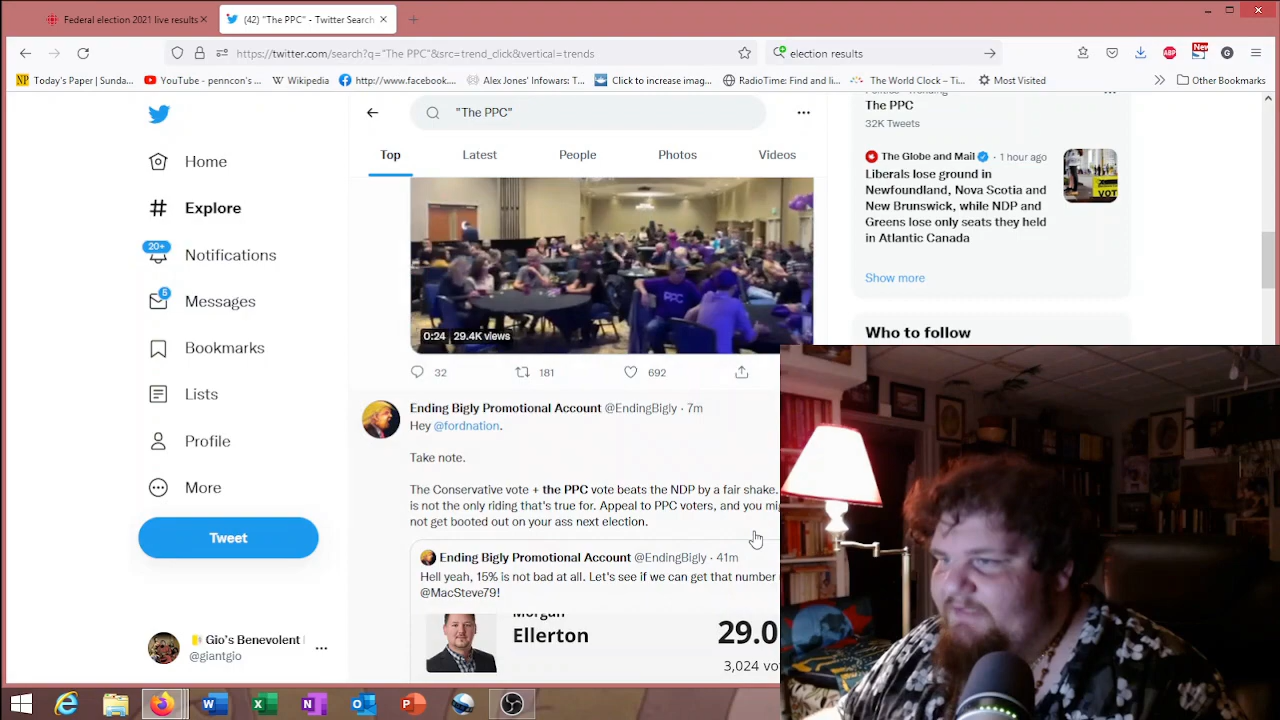 Federal election 2021 live results
(42) "The PPC" - Twitter Search
https://twitter.com/search?q="The PPC"&src=trend_click&vertical=trends
election results
ABP
New
G
NP Today's Paper | Sunda...
YouTube - penncon's...
W Wikipedia
http://www.facebook....
Alex Jones' Infowars: T...
Click to increase imag...
RadioTime: Find and li...
The World Clock – Ti...
Most Visited
Other Bookmarks
Home
Explore
20+
Notifications
5
Messages
Bookmarks
Lists
Profile
More
Tweet
Gio's Benevolent
@giantgio
"The PPC"
Top
Latest
People
Photos
Videos
PPC
0:24 | 29.4K views
32
181
692
Ending Bigly Promotional Account @EndingBigly · 7m
Hey @fordnation.
Take note.
The Conservative vote + the PPC vote beats the NDP by a fair shake.
is not the only riding that's true for. Appeal to PPC voters, and you mi
not get booted out on your ass next election.
Ending Bigly Promotional Account @EndingBigly · 41m
Hell yeah, 15% is not bad at all. Let's see if we can get that number
@MacSteve79!
Morgan
Ellerton
29.0
3,024 vo
Politics · Trending
The PPC
32K Tweets
The Globe and Mail · 1 hour ago
Liberals lose ground in
Newfoundland, Nova Scotia and
New Brunswick, while NDP and
Greens lose only seats they held
in Atlantic Canada
VOT
Show more
Who to follow